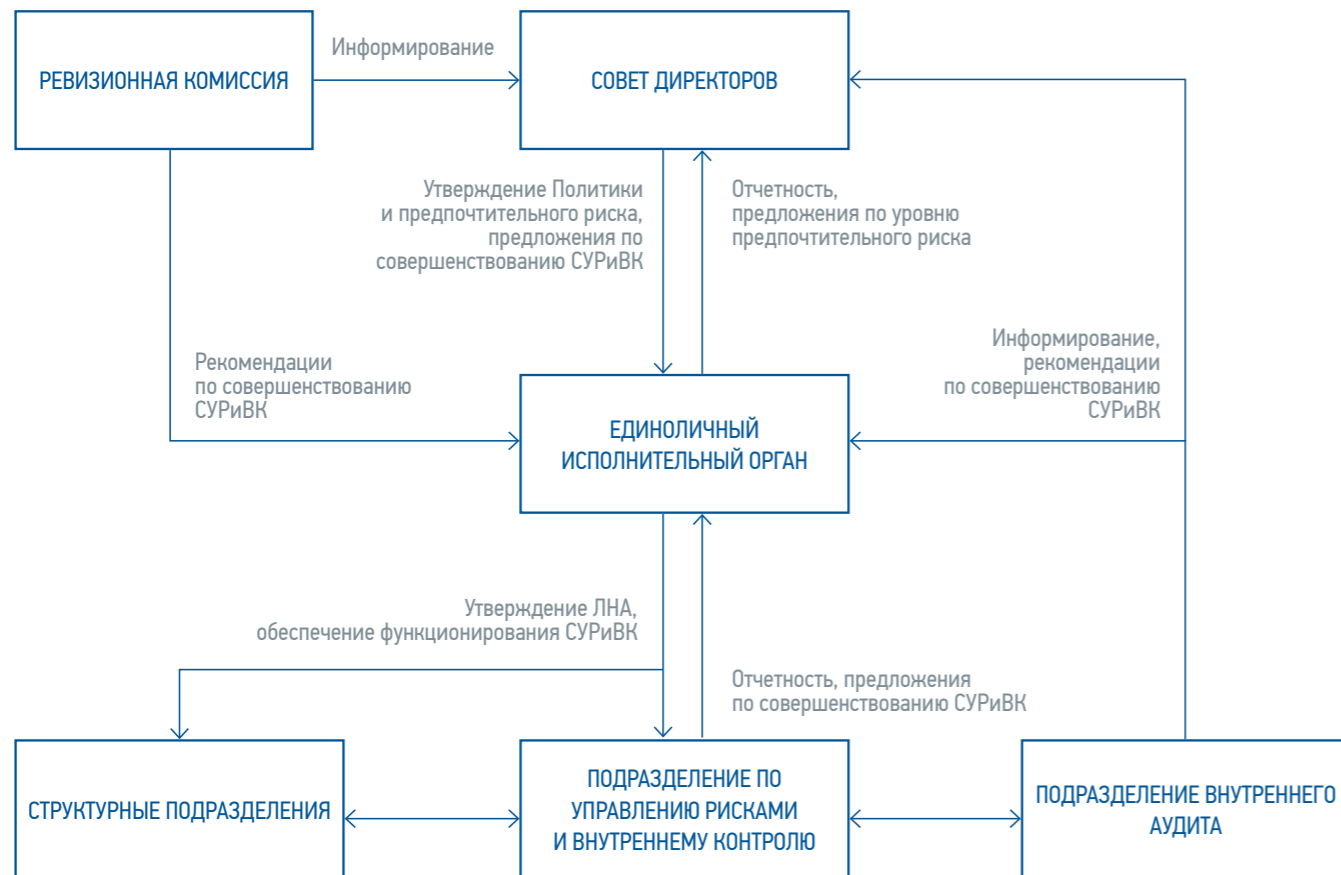 Информирование
РЕВИЗИОННАЯ КОМИССИЯ
СОВЕТ ДИРЕКТОРОВ
Утверждение Политики
и предпочтительного риска,
предложения по
совершенствованию СУРиВК
Отчетность,
предложения по уровню
предпочтительного риска
Рекомендации
по совершенствованию
СУРиВК
Информирование,
рекомендации
по совершенствованию
СУРиВК
ЕДИНОЛИЧНЫЙ
ИСПОЛНИТЕЛЬНЫЙ ОРГАН
Утверждение ЛНА,
обеспечение функционирования СУРиВК
Отчетность, предложения
по совершенствованию СУРиВК
СТРУКТУРНЫЕ ПОДРАЗДЕЛЕНИЯ
ПОДРАЗДЕЛЕНИЕ ПО
УПРАВЛЕНИЮ РИСКАМИ
И ВНУТРЕННЕМУ КОНТРОЛЮ
ПОДРАЗДЕЛЕНИЕ ВНУТРЕННЕГО
АУДИТА